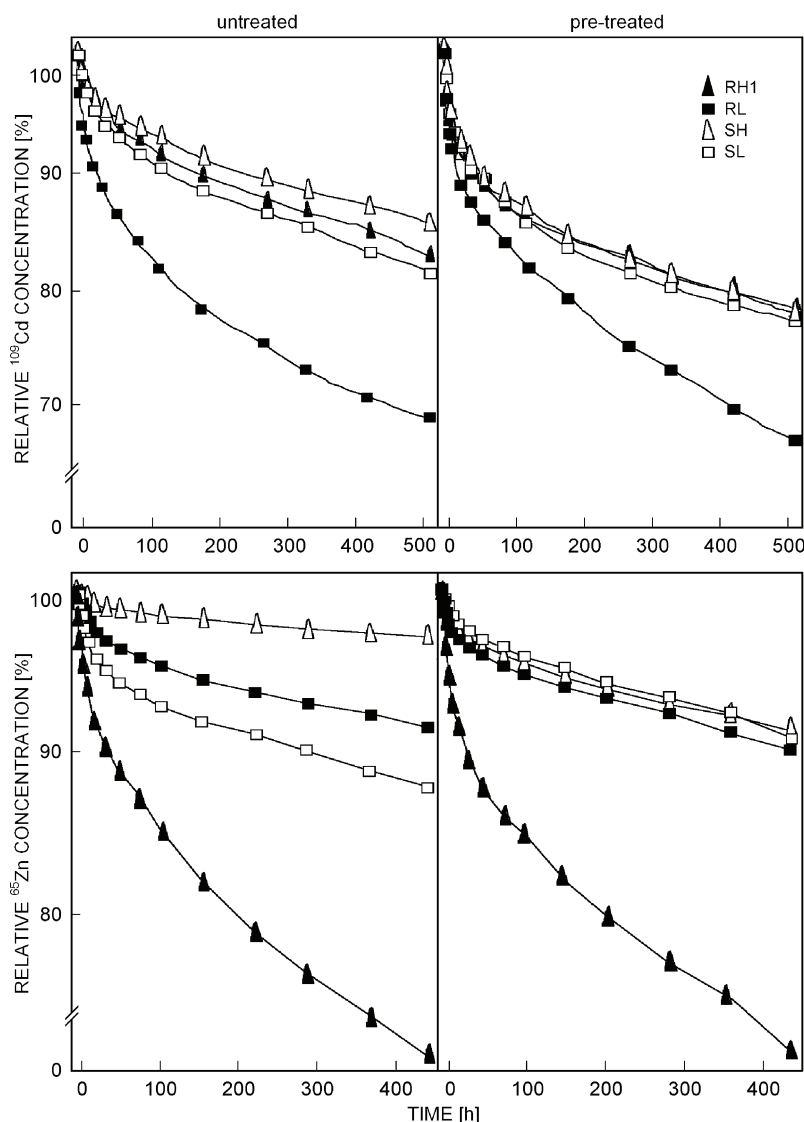 untreated pre-treated
RELATIVE ¹⁰⁹Cd CONCENTRATION [%]
100
90
80
70
0
RH1
RL
SH
SL
0 100 200 300 400 500 0 100 200 300 400 500
RELATIVE ⁶⁵Zn CONCENTRATION [%]
100
90
80
0
0 100 200 300 400 0 100 200 300 400
TIME [h]